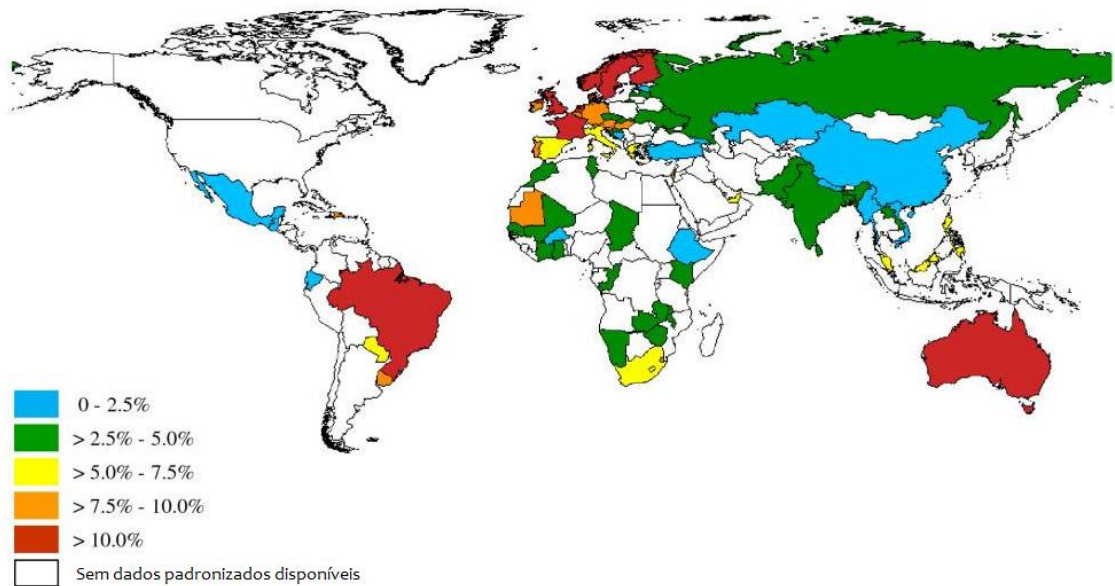 0 - 2.5%
> 2.5% - 5.0%
> 5.0% - 7.5%
> 7.5% - 10.0%
> 10.0%
Sem dados padronizados disponíveis